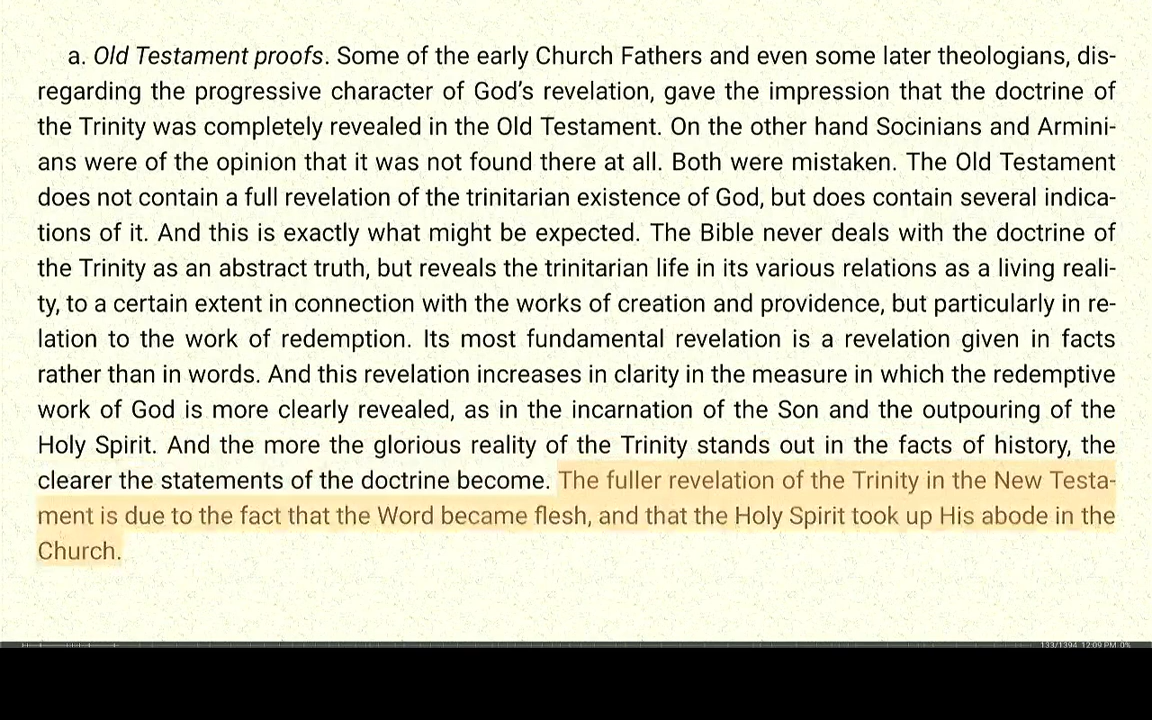 a. Old Testament proofs. Some of the early Church Fathers and even some later theologians, dis-
regarding the progressive character of God’s revelation, gave the impression that the doctrine of
the Trinity was completely revealed in the Old Testament. On the other hand Socinians and Armini-
ans were of the opinion that it was not found there at all. Both were mistaken. The Old Testament
does not contain a full revelation of the trinitarian existence of God, but does contain several indica-
tions of it. And this is exactly what might be expected. The Bible never deals with the doctrine of
the Trinity as an abstract truth, but reveals the trinitarian life in its various relations as a living reali-
ty, to a certain extent in connection with the works of creation and providence, but particularly in re-
lation to the work of redemption. Its most fundamental revelation is a revelation given in facts
rather than in words. And this revelation increases in clarity in the measure in which the redemptive
work of God is more clearly revealed, as in the incarnation of the Son and the outpouring of the
Holy Spirit. And the more the glorious reality of the Trinity stands out in the facts of history, the
clearer the statements of the doctrine become. The fuller revelation of the Trinity in the New Testa-
ment is due to the fact that the Word became flesh, and that the Holy Spirit took up His abode in the
Church.
133/1394 12:09 PM 0%